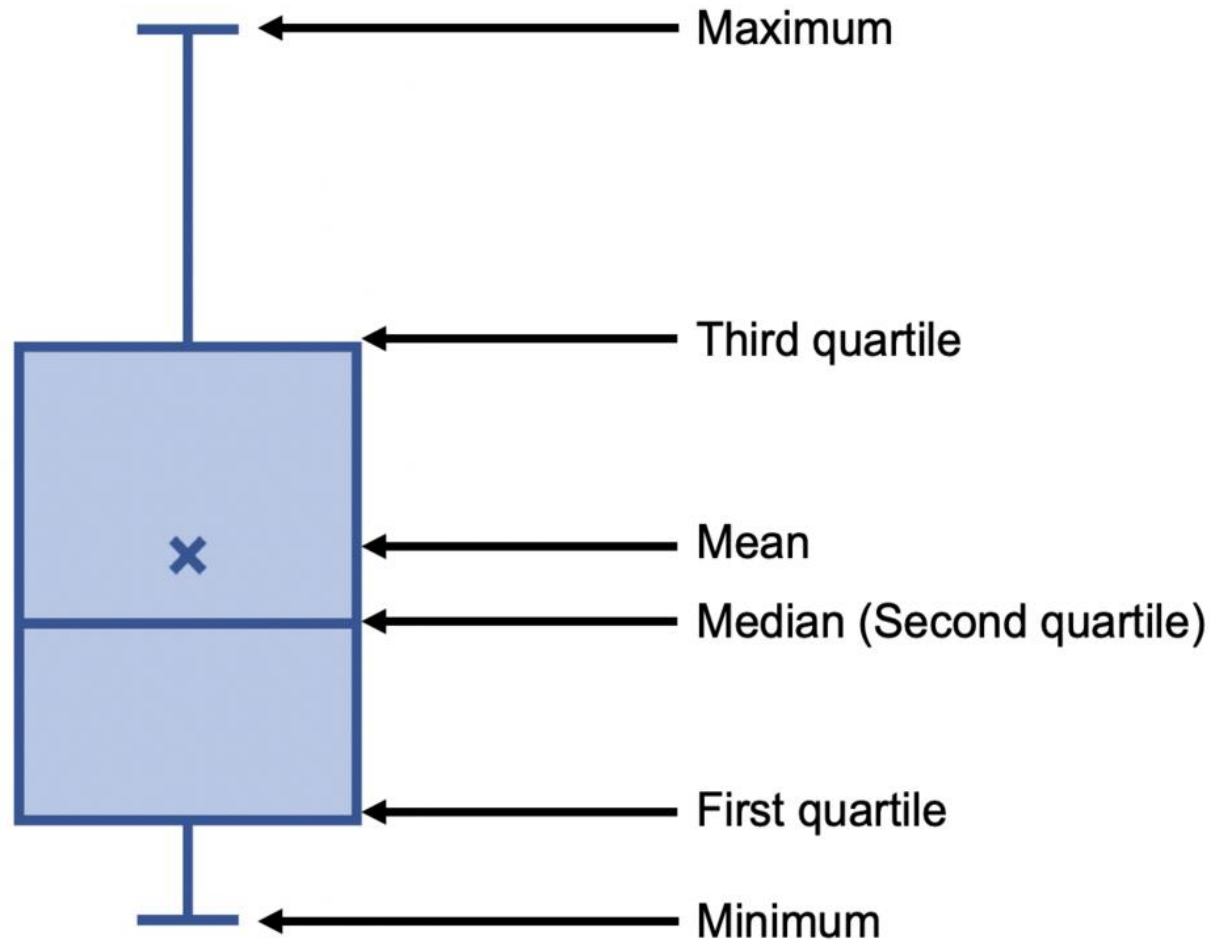 Maximum
Third quartile
Mean
Median (Second quartile)
First quartile
Minimum